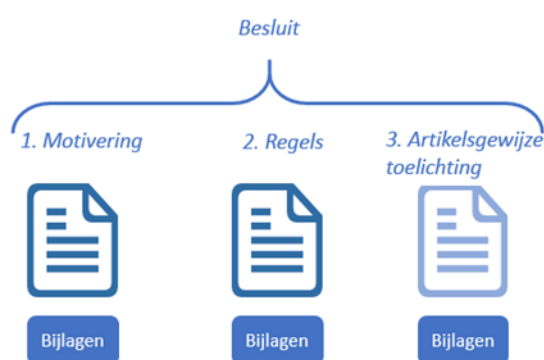 Besluit
1. Motivering
2. Regels
3. Artikelsgewijze
toelichting
Bijlagen
Bijlagen
Bijlagen